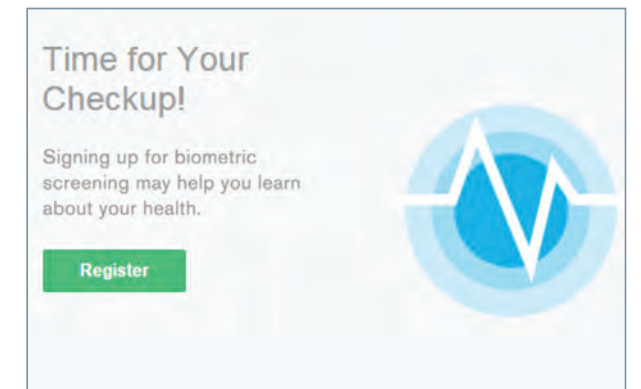 Time for Your
Checkup!
Signing up for biometric
screening may help you learn
about your health.
Register